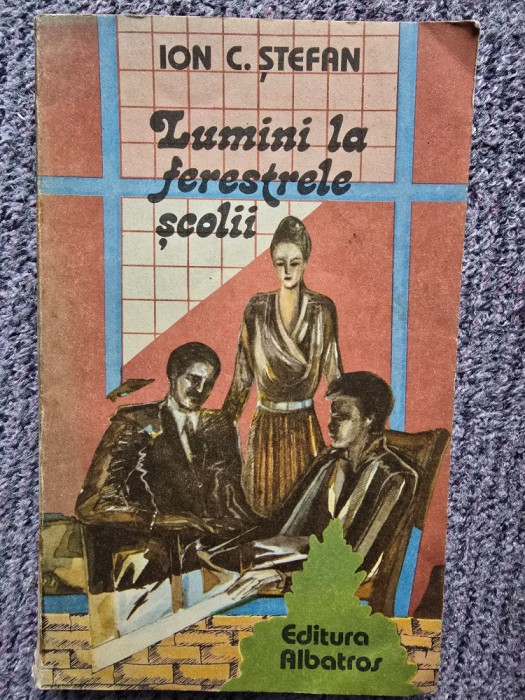 ION C. ȘTEFAN
Lumini la
ferestrele
școlii
Editura
Albatros